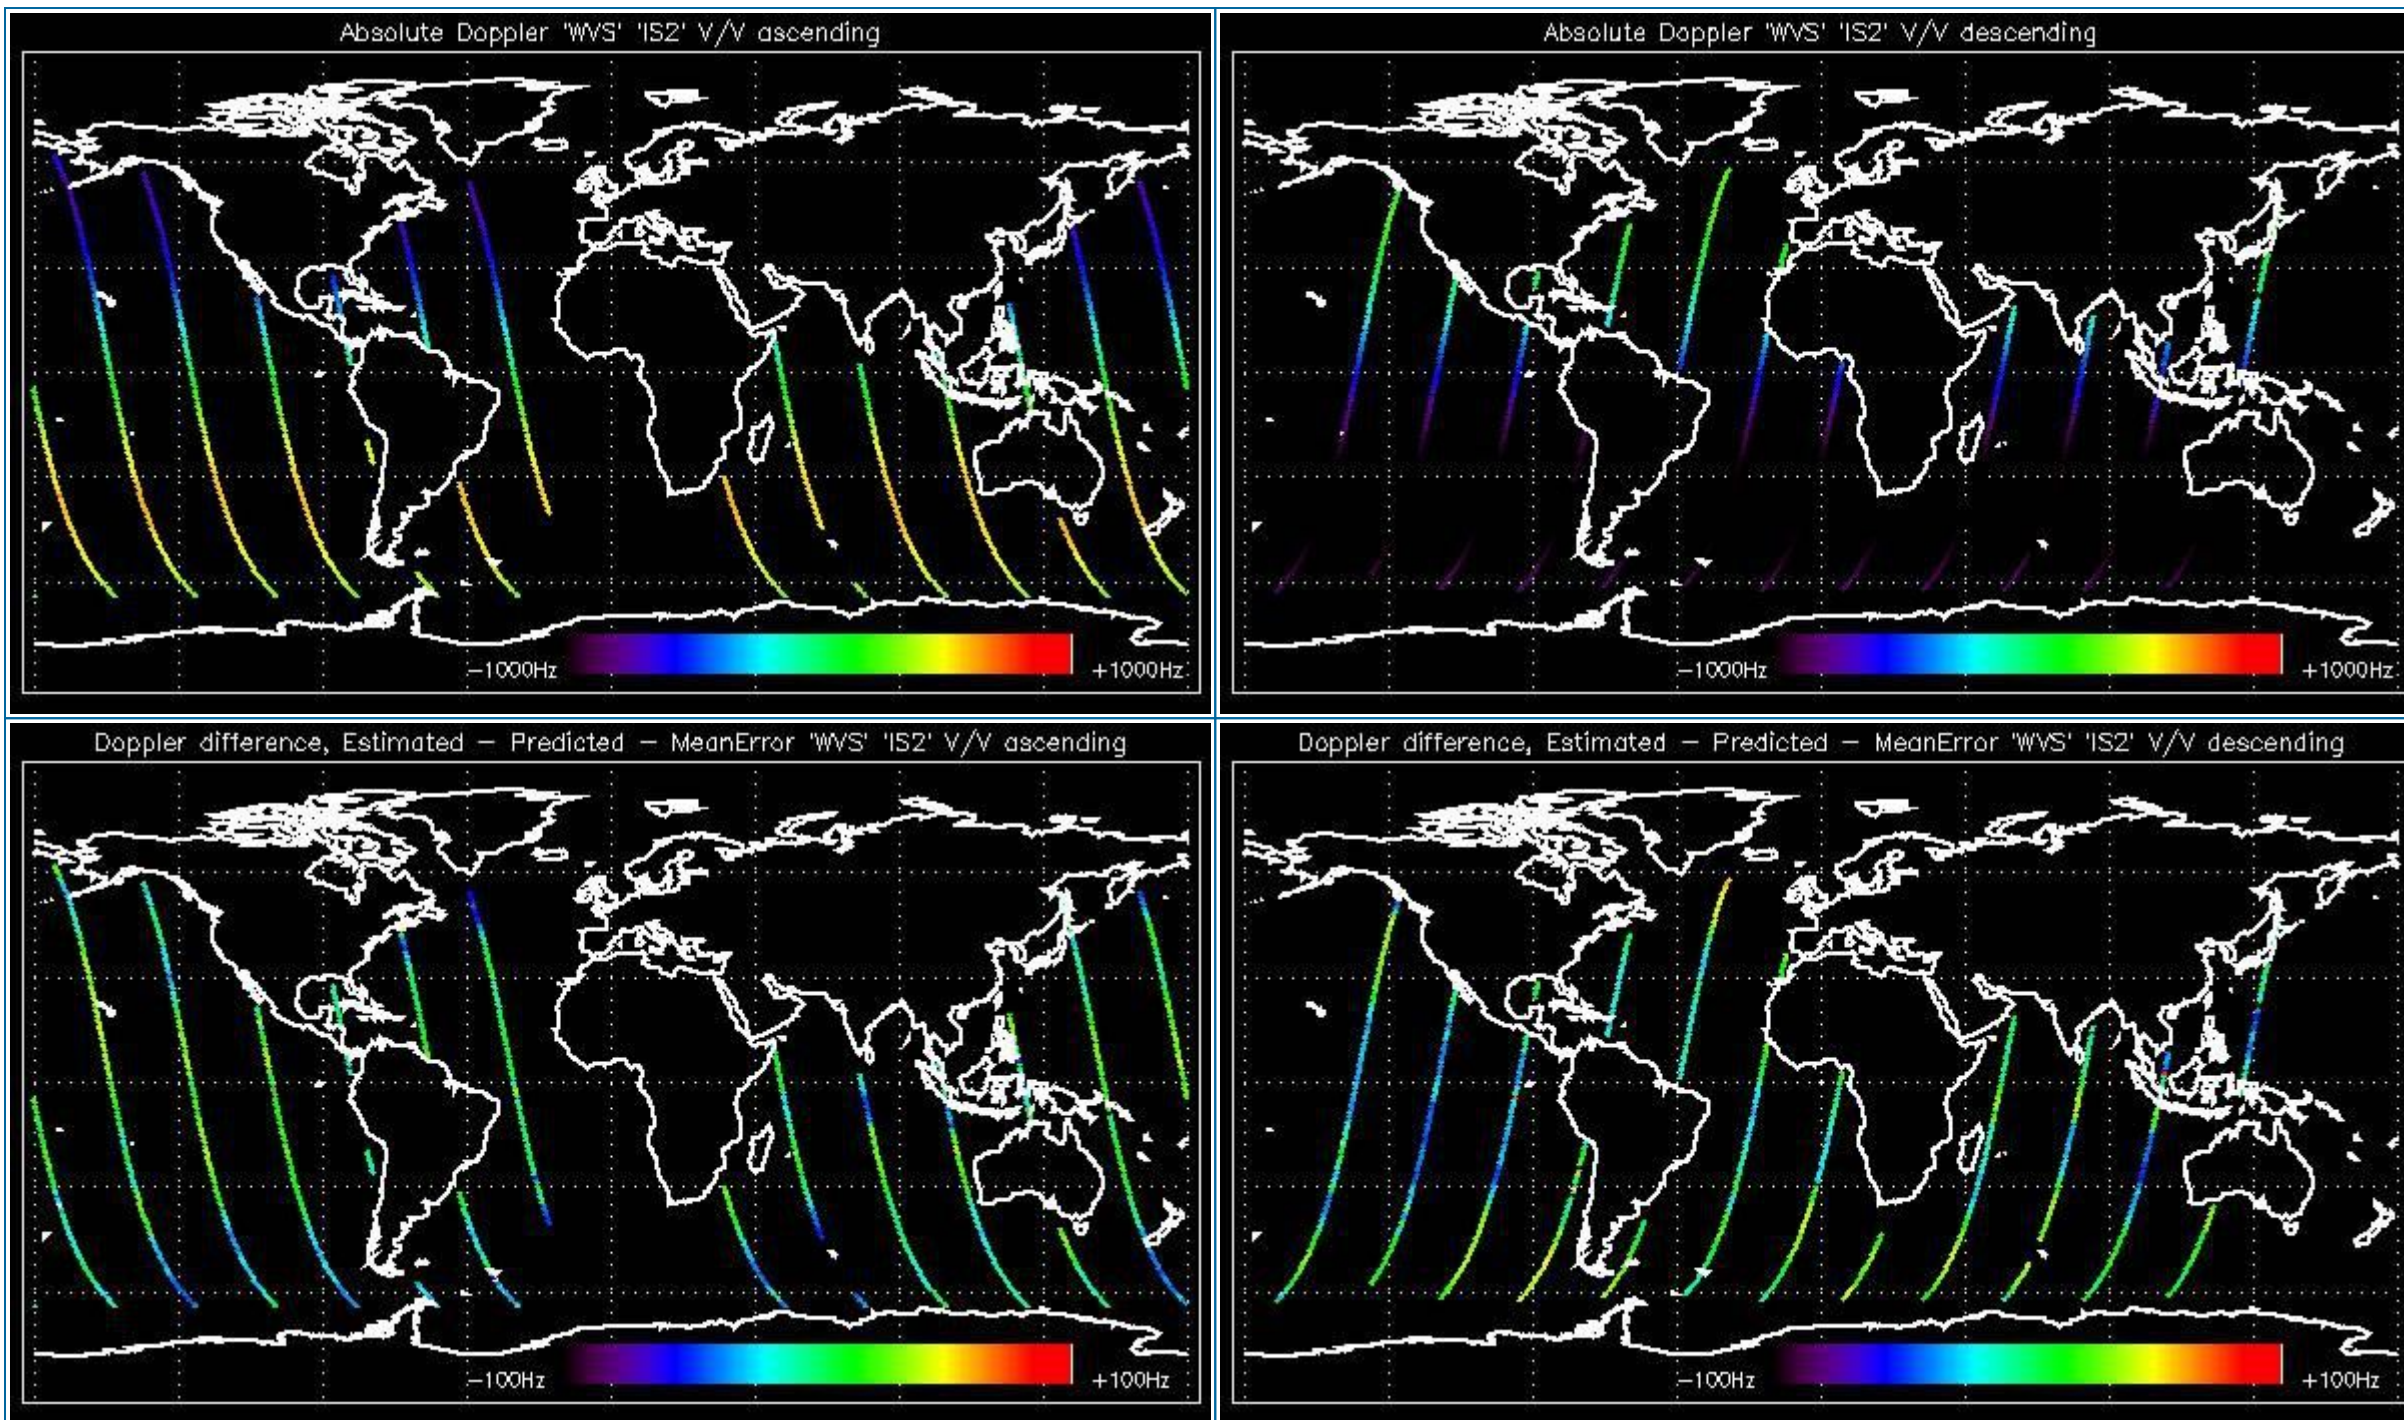 Absolute Doppler 'WVS' 'IS2' V/V ascending
-1000Hz +1000Hz
Absolute Doppler 'WVS' 'IS2' V/V descending
-1000Hz +1000Hz
Doppler difference, Estimated - Predicted - MeanError 'WVS' 'IS2' V/V ascending
-100Hz +100Hz
Doppler difference, Estimated - Predicted - MeanError 'WVS' 'IS2' V/V descending
-100Hz +100Hz